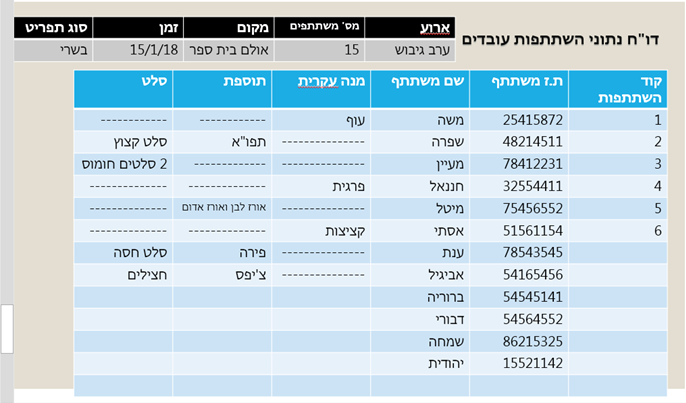 דו"ח נתוני השתתפות עובדים
ארוע מס' משתתפים מקום זמן סוג תפריט
ערב גיבוש 15 אולם בית ספר 15/1/18 בשרי
קוד השתתפות ת.ז משתתף שם משתתף מנה עקרית תוספת סלט
1 25415872 משה עוף ------------ ------------
2 48214511 שפרה --------------- תפו"א סלט קצוץ
3 78412231 מעיין --------------- ------------- 2 סלטים חומוס
4 32554411 חננאל פרגית -------------- --------------
5 75456552 מיטל --------------- אורז לבן ואורז אדום --------------
6 51561154 אסתי קציצות -------------- --------------
78543545 ענת --------------- פירה סלט חסה
54165456 אביגיל --------------- צ'יפס חצילים
54545141 ברוריה
54564552 דבורי
86215325 שמחה
15521142 יהודית